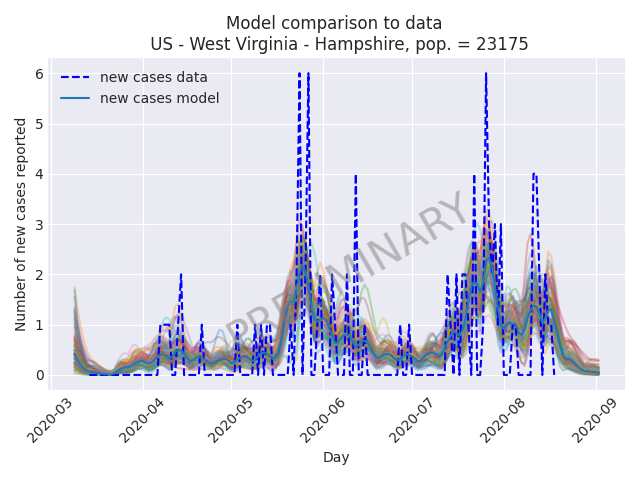 Model comparison to data
US - West Virginia - Hampshire, pop. = 23175
new cases data
new cases model
PRELIMINARY
Number of new cases reported
6
5
4
3
2
1
0
2020-03
2020-04
2020-05
2020-06
2020-07
2020-08
2020-09
Day